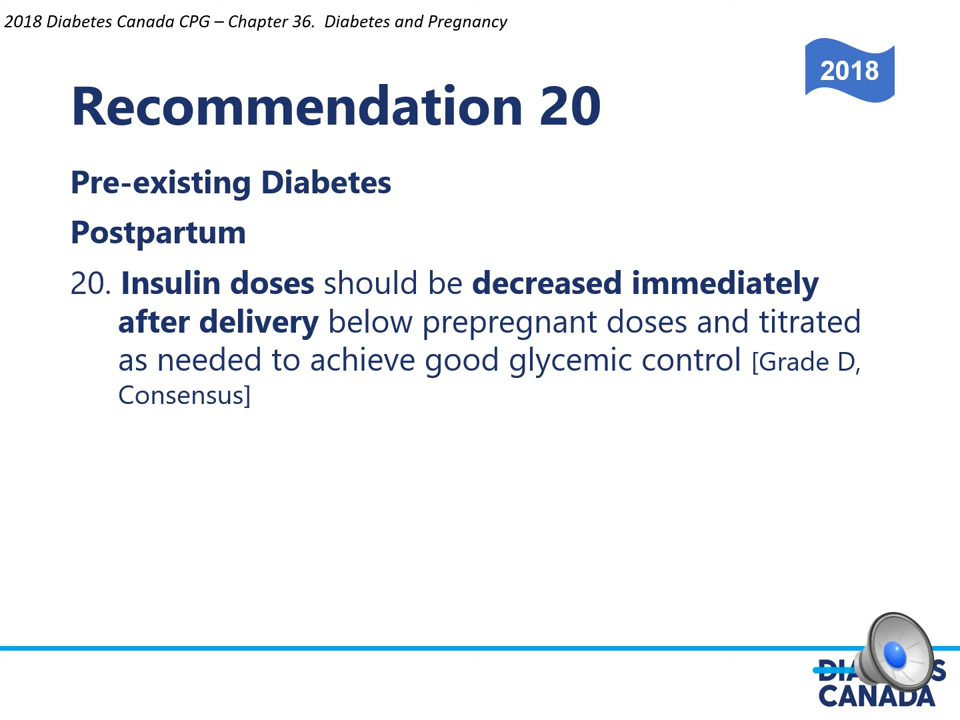 2018 Diabetes Canada CPG – Chapter 36.  Diabetes and Pregnancy
2018
Recommendation 20
Pre-existing Diabetes
Postpartum
20. Insulin doses should be decreased immediately
after delivery below prepregnant doses and titrated
as needed to achieve good glycemic control [Grade D,
Consensus]
CANADA